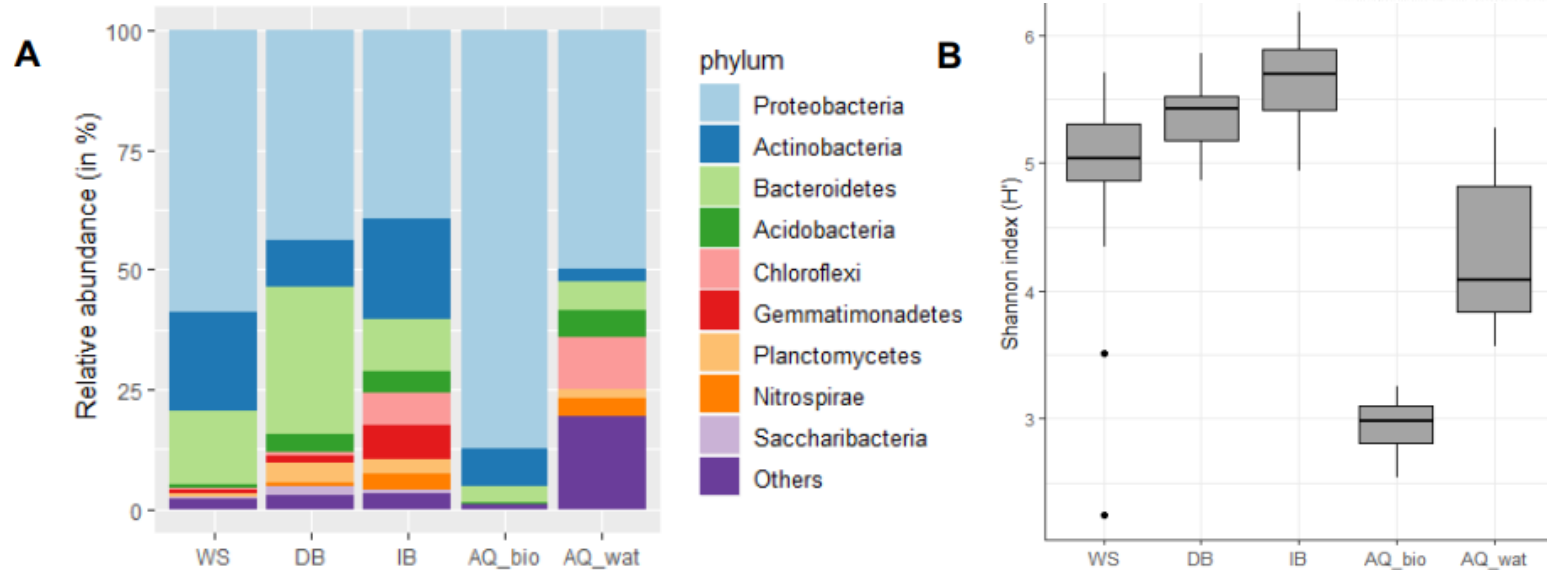 A
Relative abundance (in %)
100
75
50
25
0
WS DB IB AQ_bio AQ_wat
phylum
Proteobacteria
Actinobacteria
Bacteroidetes
Acidobacteria
Chloroflexi
Gemmatimonadetes
Planctomycetes
Nitrospirae
Saccharibacteria
Others
B
Shannon index (H')
6
5
4
3
WS DB IB AQ_bio AQ_wat